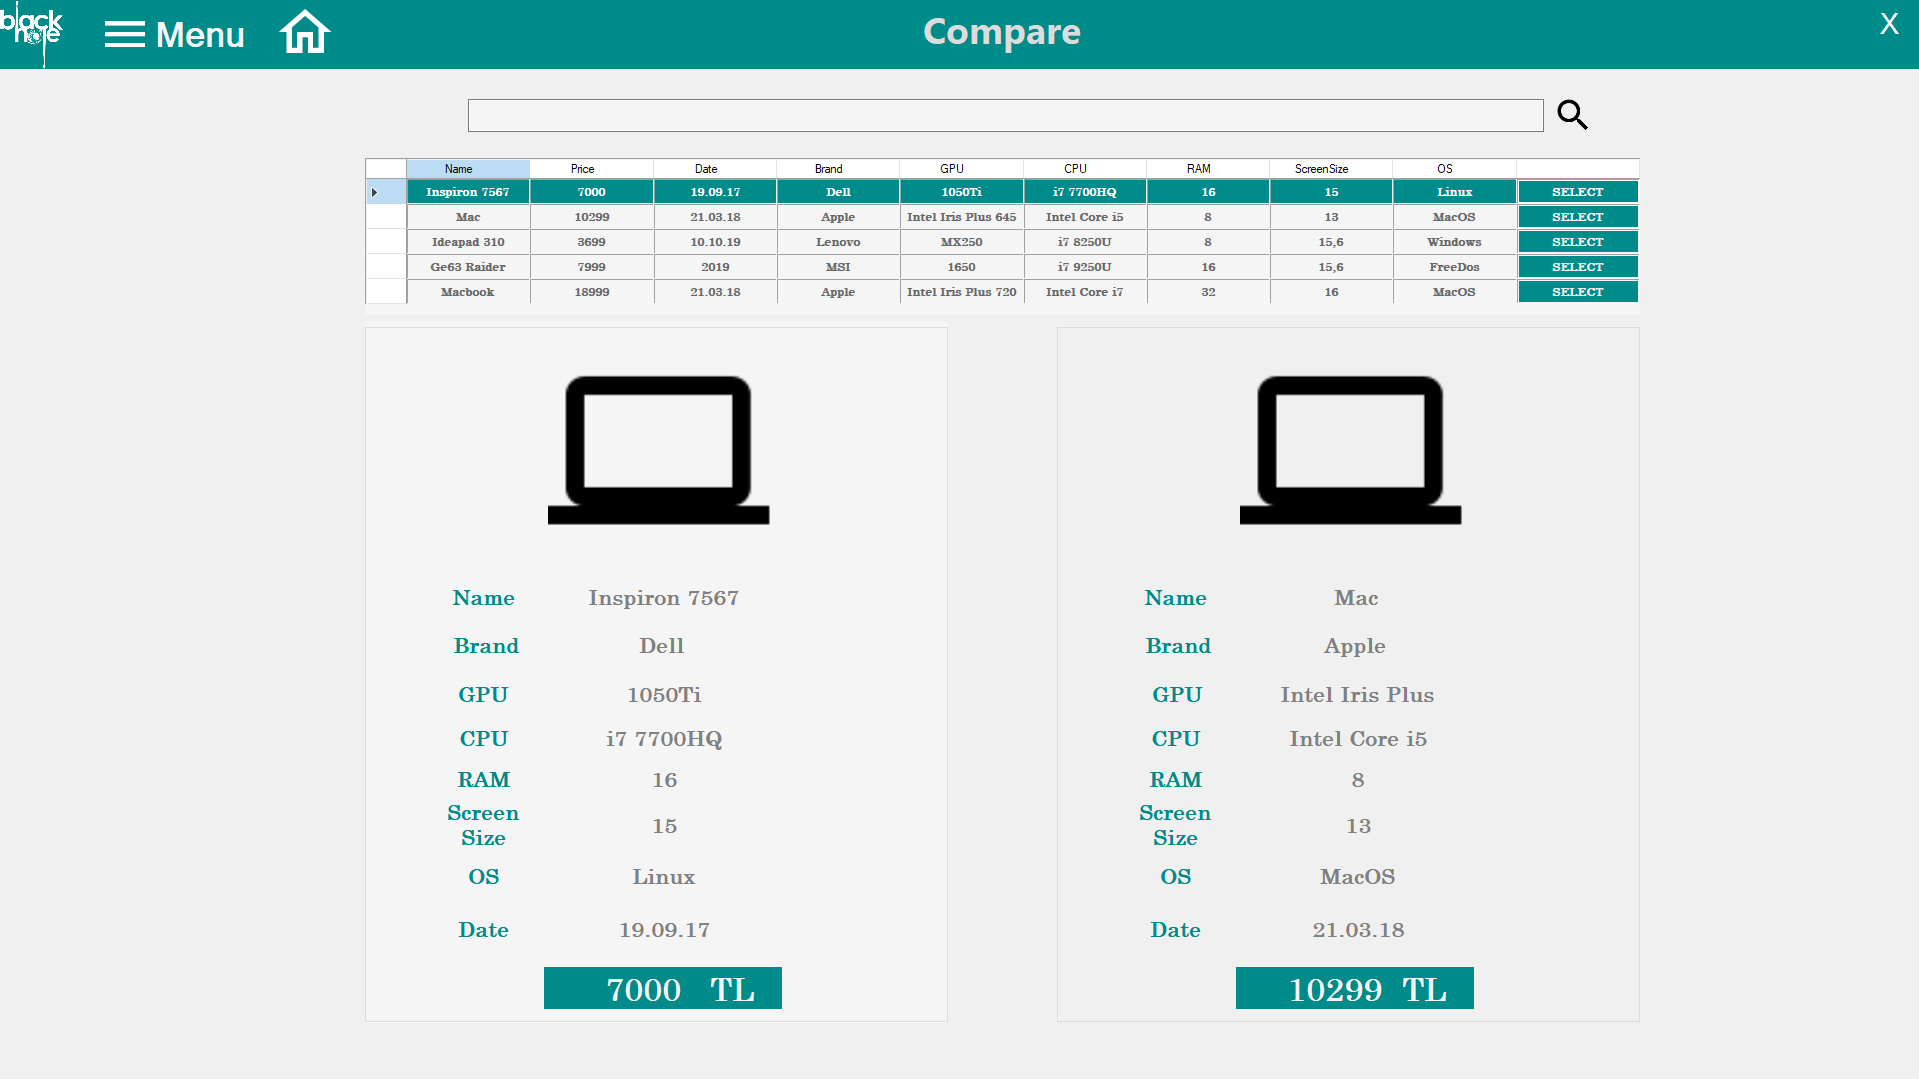 black
hole
Menu
Compare
X
Name Price Date Brand GPU CPU RAM ScreenSize OS
Inspiron 7567 7000 19.09.17 Dell 1050Ti i7 7700HQ 16 15 Linux SELECT
Mac 10299 21.03.18 Apple Intel Iris Plus 645 Intel Core i5 8 13 MacOS SELECT
Ideapad 310 3699 10.10.19 Lenovo MX250 i7 8250U 8 15,6 Windows SELECT
Ge63 Raider 7999 2019 MSI 1650 i7 9250U 16 15,6 FreeDos SELECT
Macbook 18999 21.03.18 Apple Intel Iris Plus 720 Intel Core i7 32 16 MacOS SELECT
Name Inspiron 7567
Brand Dell
GPU 1050Ti
CPU i7 7700HQ
RAM 16
Screen
Size 15
OS Linux
Date 19.09.17
7000 TL
Name Mac
Brand Apple
GPU Intel Iris Plus
CPU Intel Core i5
RAM 8
Screen
Size 13
OS MacOS
Date 21.03.18
10299 TL